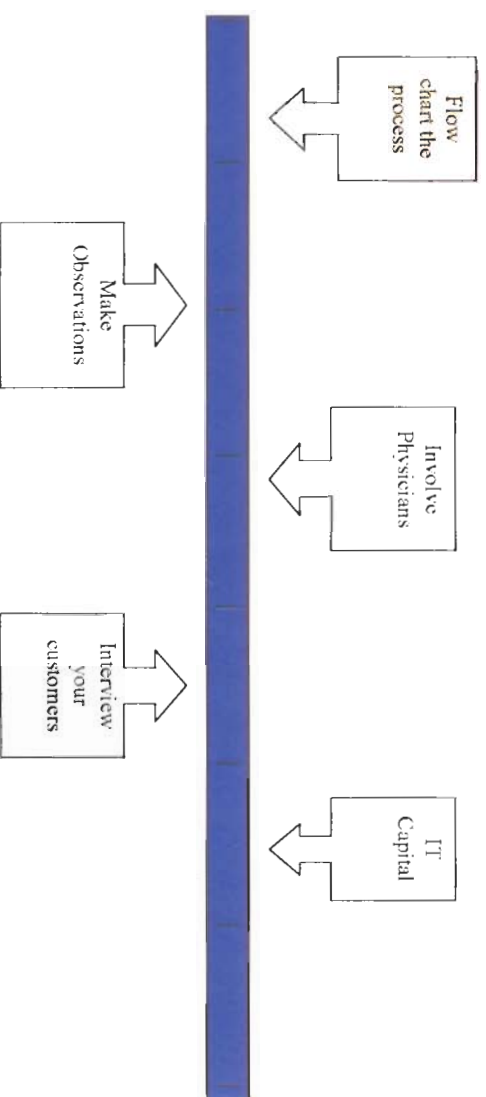 Flow
chart the
process
Make
Observations
Involve
Physicians
Interview
your
customers
IT
Capital